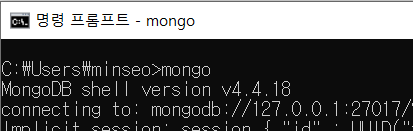 명령 프롬프트 - mongo
C:₩Users₩minseo>mongo
MongoDB shell version v4.4.18
connecting to: mongodb://127.0.0.1:27017/
Implicit session: session { "id" : UUID("